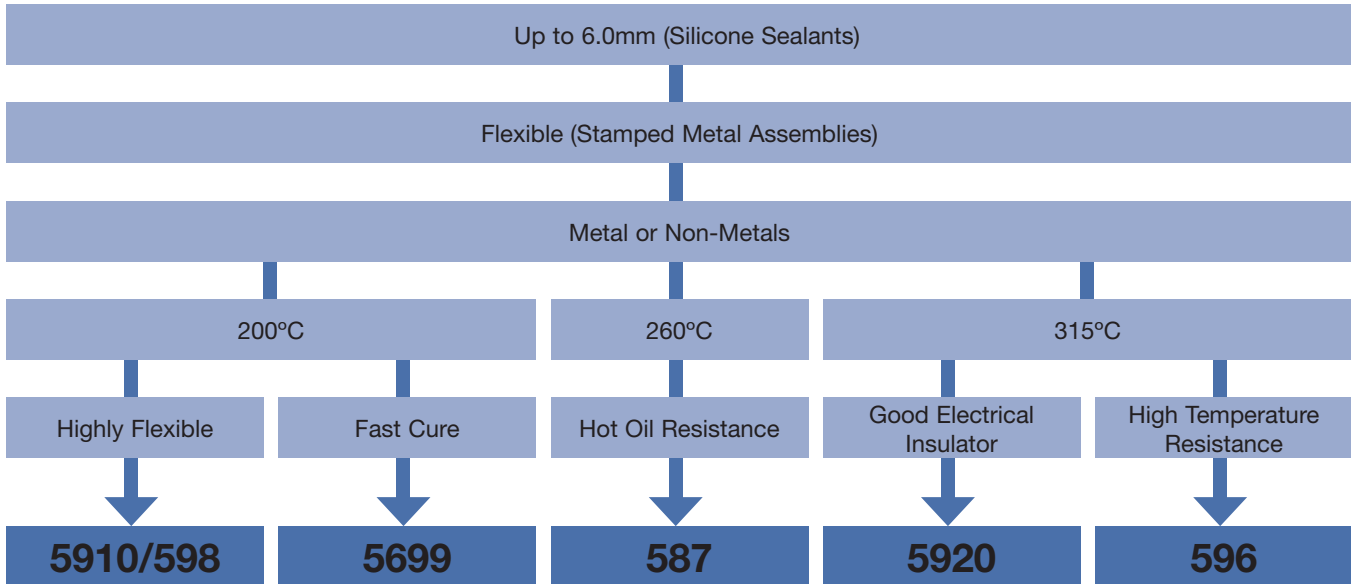 Up to 6.0mm (Silicone Sealants)
Flexible (Stamped Metal Assemblies)
Metal or Non-Metals
200ºC
260ºC
315ºC
Highly Flexible
Fast Cure
Hot Oil Resistance
Good Electrical
Insulator
High Temperature
Resistance
5910/598
5699
587
5920
596